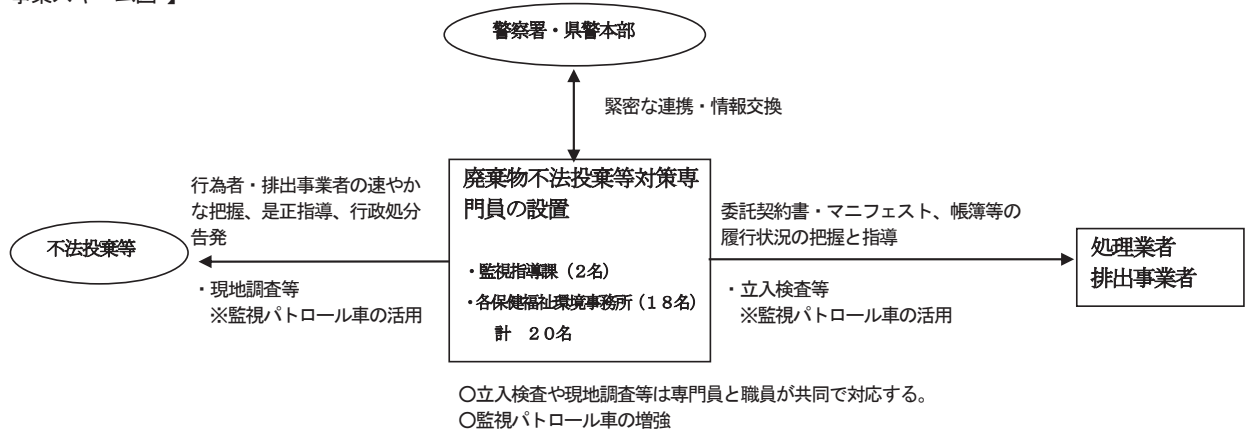 警察署・県警本部
緊密な連携・情報交換
行為者・排出事業者の速やか
な把握、是正指導、行政処分
告発
不法投棄等
・現地調査等
※監視パトロール車の活用
廃棄物不法投棄等対策専
門員の設置
・監視指導課（2名）
・各保健福祉環境事務所（１８名）
計　２０名
委託契約書・マニフェスト、帳簿等の
履行状況の把握と指導
・立入検査等
※監視パトロール車の活用
処理業者
排出事業者
〇立入検査や現地調査等は専門員と職員が共同で対応する。
〇監視パトロール車の増強